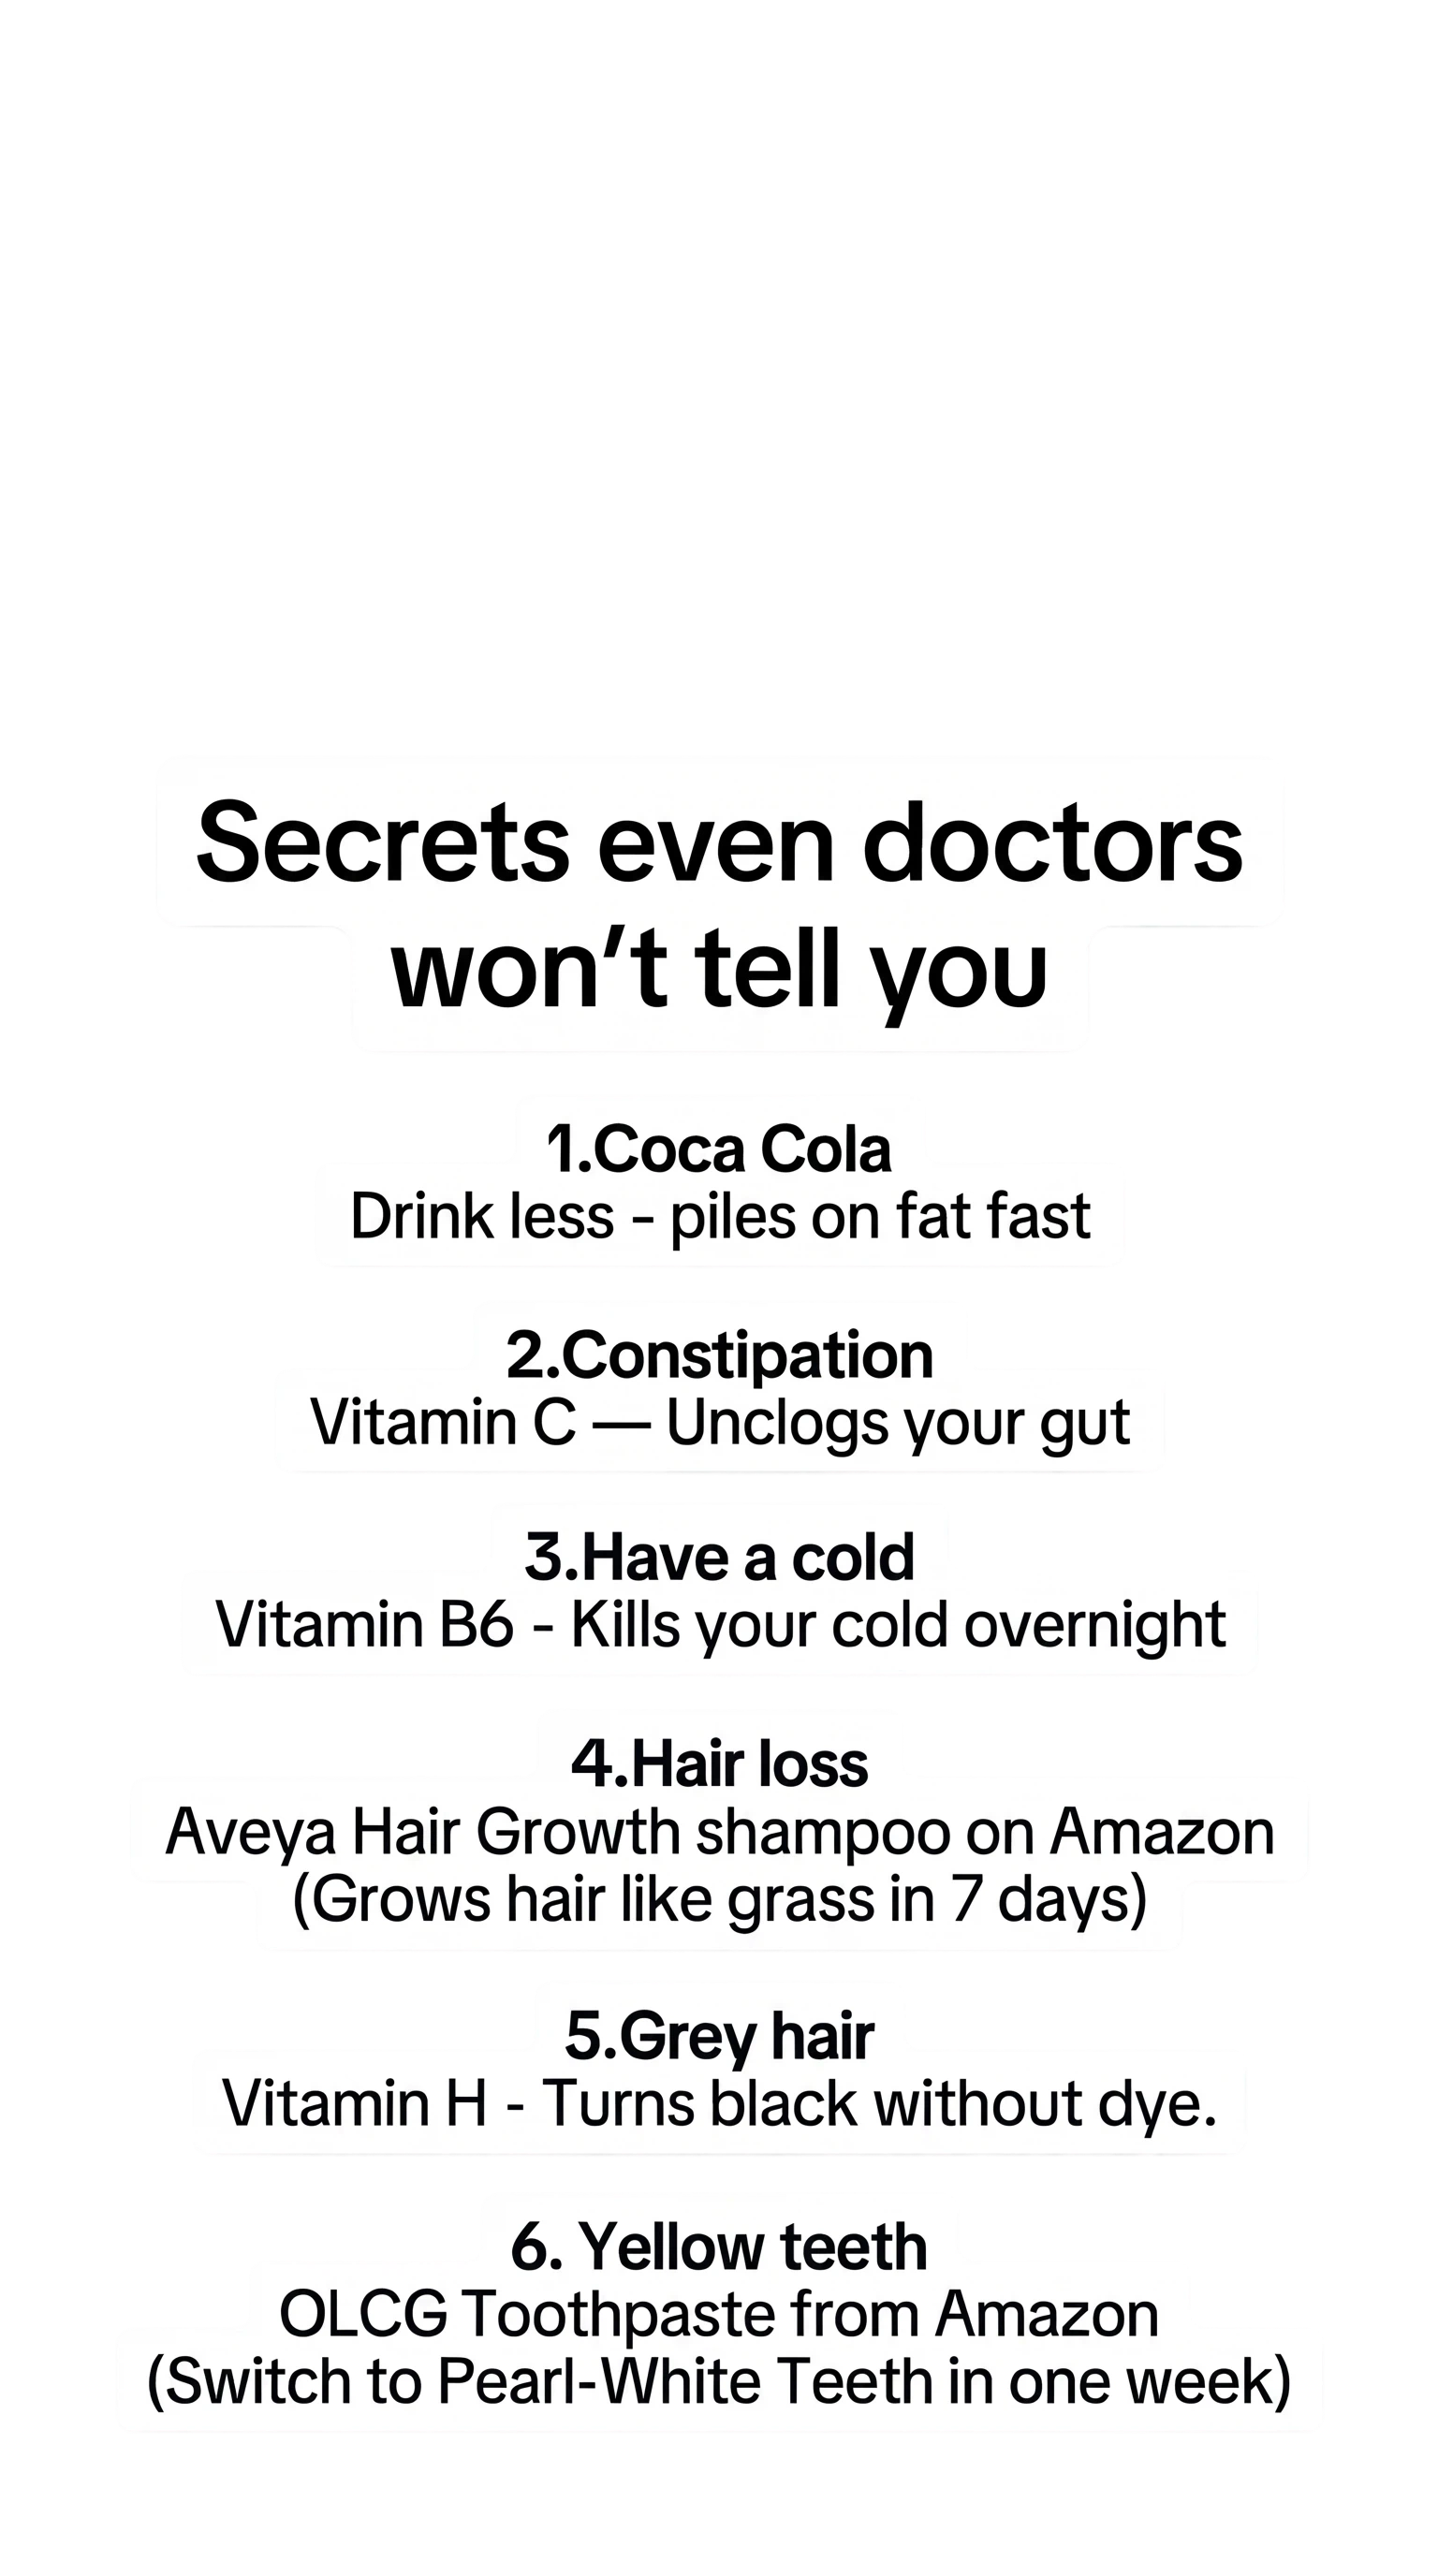 Secrets even doctors
won't tell you
1.Coca Cola
Drink less - piles on fat fast
2.Constipation
Vitamin C — Unclogs your gut
3.Have a cold
Vitamin B6 - Kills your cold overnight
4.Hair loss
Aveya Hair Growth shampoo on Amazon
(Grows hair like grass in 7 days)
5.Grey hair
Vitamin H - Turns black without dye.
6. Yellow teeth
OLCG Toothpaste from Amazon
(Switch to Pearl-White Teeth in one week)